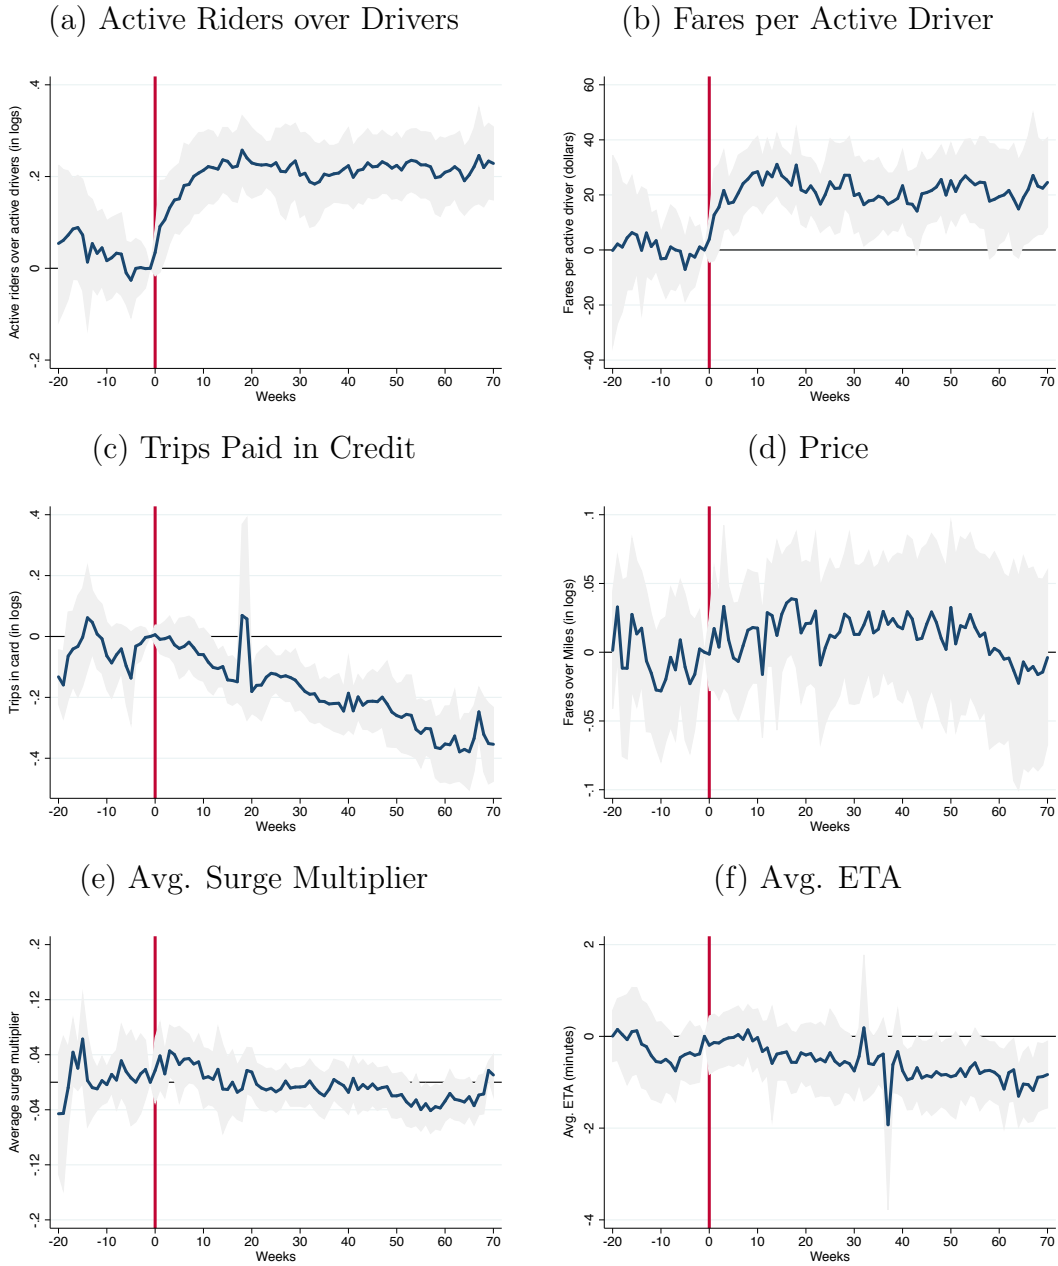 (a) Active Riders over Drivers
Active riders over active drivers (in logs)
.4
.2
0
-.2
-20 -10 0 10 20 30 40 50 60 70
Weeks
(b) Fares per Active Driver
Fares per active driver (dollars)
60
40
20
0
-20
-40
-20 -10 0 10 20 30 40 50 60 70
Weeks
(c) Trips Paid in Credit
Trips in card (in logs)
.4
.2
0
-.2
-.4
-20 -10 0 10 20 30 40 50 60 70
Weeks
(d) Price
Fares over Miles (in logs)
.1
.05
0
-.05
-.1
-20 -10 0 10 20 30 40 50 60 70
Weeks
(e) Avg. Surge Multiplier
Average surge multiplier
.2
.12
.04
-.04
-.12
-.2
-20 -10 0 10 20 30 40 50 60 70
Weeks
(f) Avg. ETA
Avg. ETA (minutes)
2
0
-2
-4
-20 -10 0 10 20 30 40 50 60 70
Weeks